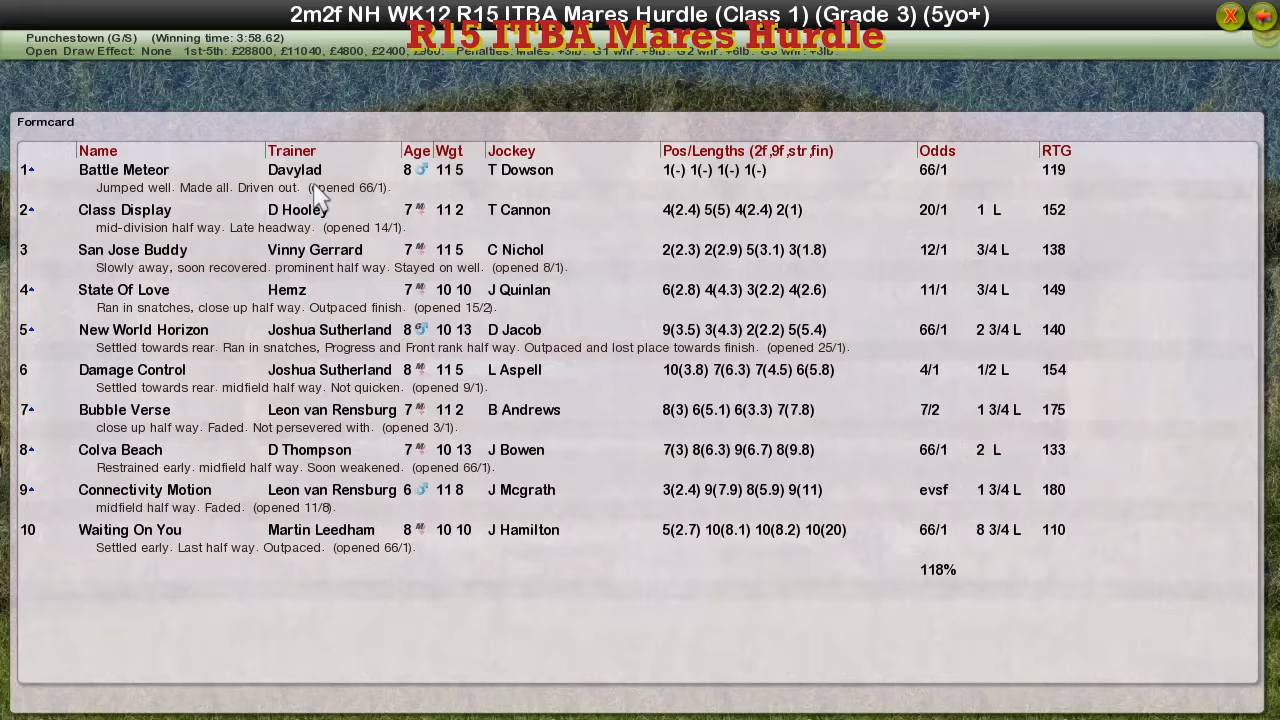 2m2f NH WK12 R15 ITBA Mares Hurdle (Class 1) (Grade 3) (5yo+)
R15 ITBA Mares Hurdle
Punchestown (G/S) (Winning time: 3:58.62)
Open Draw Effect: None 1st-5th: £28800, £11040, £4800, £2400, £960. Penalties: Males: +3lb. G1 wnr: +9lb. G2 wnr: +6lb. G3 wnr: +3lb.
Formcard
Name Trainer Age Wgt Jockey Pos/Lengths (2f,9f,str,fin) Odds RTG
1 Battle Meteor Davylad 8 11 5 T Dowson 1(-) 1(-) 1(-) 1(-) 66/1 119
Jumped well. Made all. Driven out. (opened 66/1).
2 Class Display D Hooley 7 11 2 T Cannon 4(2.4) 5(5) 4(2.4) 2(1) 20/1 1 L 152
mid-division half way. Late headway. (opened 14/1).
3 San Jose Buddy Vinny Gerrard 7 11 5 C Nichol 2(2.3) 2(2.9) 5(3.1) 3(1.8) 12/1 3/4 L 138
Slowly away, soon recovered. prominent half way. Stayed on well. (opened 8/1).
4 State Of Love Hemz 7 10 10 J Quinlan 6(2.8) 4(4.3) 3(2.2) 4(2.6) 11/1 3/4 L 149
Ran in snatches, close up half way. Outpaced finish. (opened 15/2).
5 New World Horizon Joshua Sutherland 8 10 13 D Jacob 9(3.5) 3(4.3) 2(2.2) 5(5.4) 66/1 2 3/4 L 140
Settled towards rear. Ran in snatches, Progress and Front rank half way. Outpaced and lost place towards finish. (opened 25/1).
6 Damage Control Joshua Sutherland 8 11 5 L Aspell 10(3.8) 7(6.3) 7(4.5) 6(5.8) 4/1 1/2 L 154
Settled towards rear. midfield half way. Not quicken. (opened 9/1).
7 Bubble Verse Leon van Rensburg 7 11 2 B Andrews 8(3) 6(5.1) 6(3.3) 7(7.8) 7/2 1 3/4 L 175
close up half way. Faded. Not persevered with. (opened 3/1).
8 Colva Beach D Thompson 7 10 13 J Bowen 7(3) 8(6.3) 9(6.7) 8(9.8) 66/1 2 L 133
Restrained early. midfield half way. Soon weakened. (opened 66/1).
9 Connectivity Motion Leon van Rensburg 6 11 8 J Mcgrath 3(2.4) 9(7.9) 8(5.9) 9(11) evsf 1 3/4 L 180
midfield half way. Faded. (opened 11/8).
10 Waiting On You Martin Leedham 8 10 10 J Hamilton 5(2.7) 10(8.1) 10(8.2) 10(20) 66/1 8 3/4 L 110
Settled early. Last half way. Outpaced. (opened 66/1).
118%